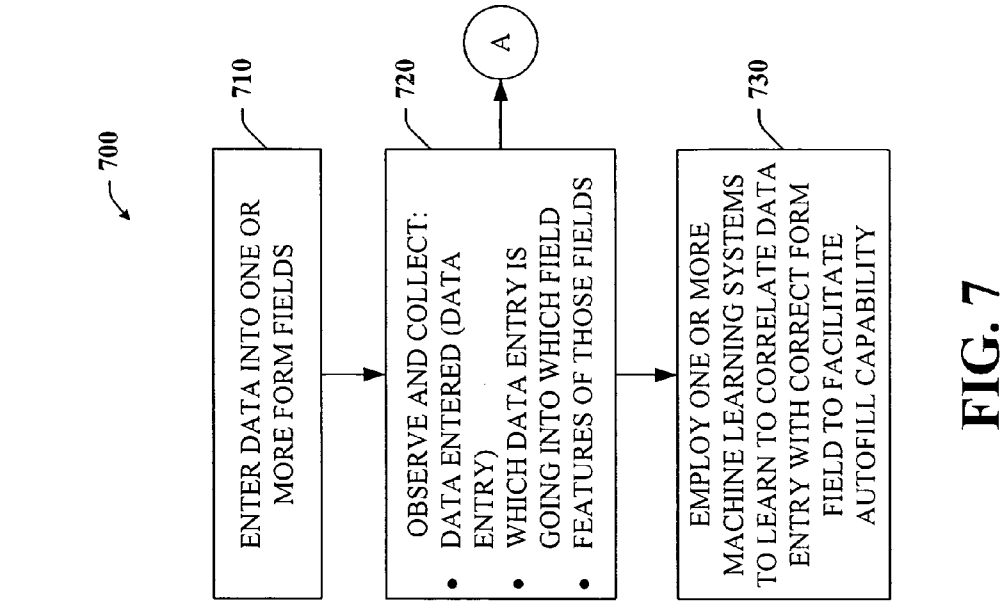 700
710
ENTER DATA INTO ONE OR
MORE FORM FIELDS
720
OBSERVE AND COLLECT:
• DATA ENTERED (DATA
ENTRY)
• WHICH DATA ENTRY IS
GOING INTO WHICH FIELD
• FEATURES OF THOSE FIELDS
A
730
EMPLOY ONE OR MORE
MACHINE LEARNING SYSTEMS
TO LEARN TO CORRELATE DATA
ENTRY WITH CORRECT FORM
FIELD TO FACILITATE
AUTOFILL CAPABILITY
FIG. 7